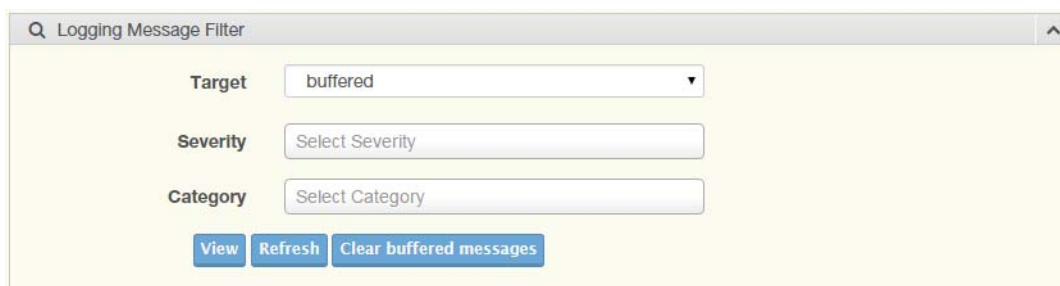 Logging Message Filter
Target buffered
Severity Select Severity
Category Select Category
View Refresh Clear buffered messages